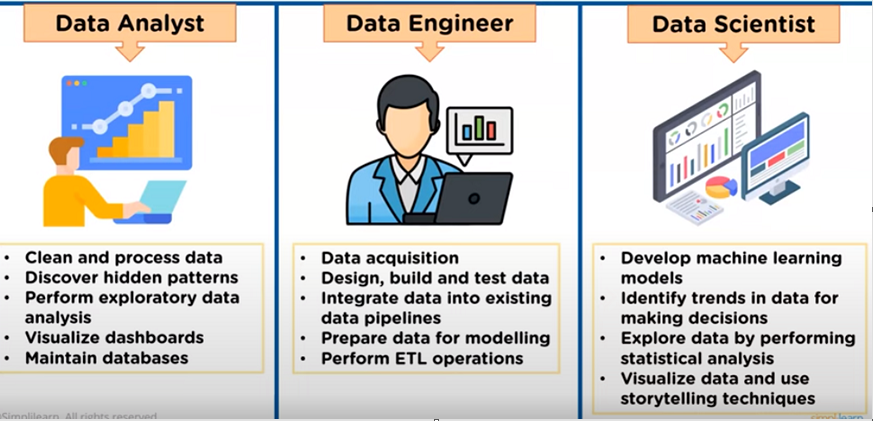 Data Analyst
Data Engineer
Data Scientist
• Clean and process data
• Discover hidden patterns
• Perform exploratory data
analysis
• Visualize dashboards
• Maintain databases
• Data acquisition
• Design, build and test data
• Integrate data into existing
data pipelines
• Prepare data for modelling
• Perform ETL operations
• Develop machine learning
models
• Identify trends in data for
making decisions
• Explore data by performing
statistical analysis
• Visualize data and use
storytelling techniques
Simplilearn. All rights reserved.
simplilearn